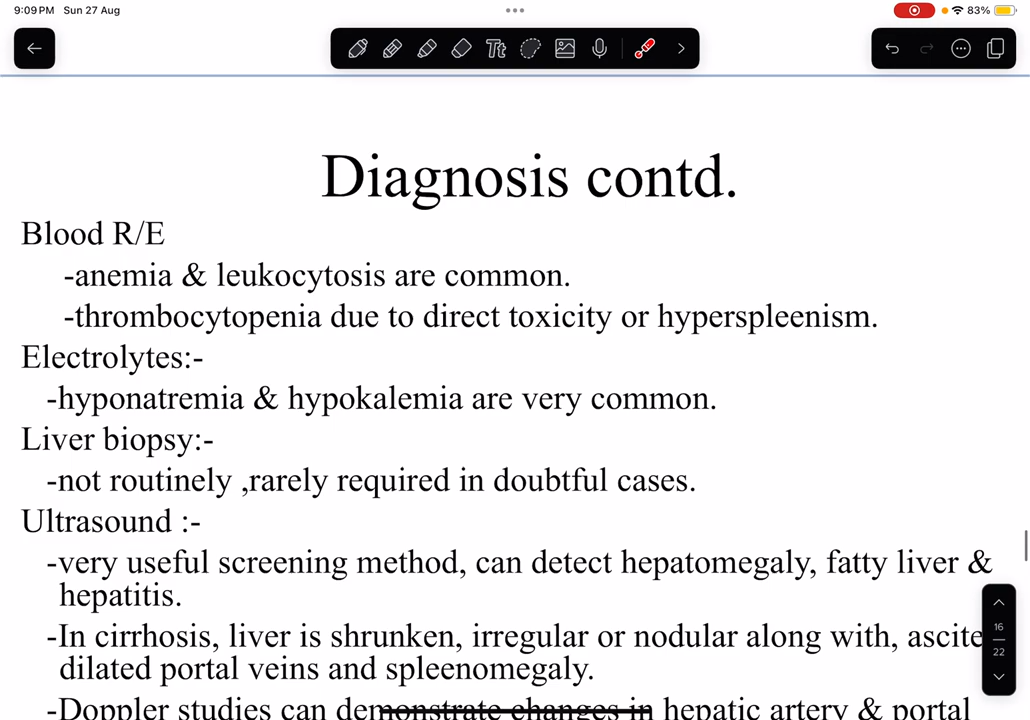 9:09 PM Sun 27 Aug
83%
Tt
Diagnosis contd.
Blood R/E
-anemia & leukocytosis are common.
-thrombocytopenia due to direct toxicity or hyperspleenism.
Electrolytes:-
-hyponatremia & hypokalemia are very common.
Liver biopsy:-
-not routinely ,rarely required in doubtful cases.
Ultrasound :-
-very useful screening method, can detect hepatomegaly, fatty liver &
hepatitis.
-In cirrhosis, liver is shrunken, irregular or nodular along with, ascite
dilated portal veins and spleenomegaly.
-Doppler studies can demonstrate changes in hepatic artery & portal
16
22